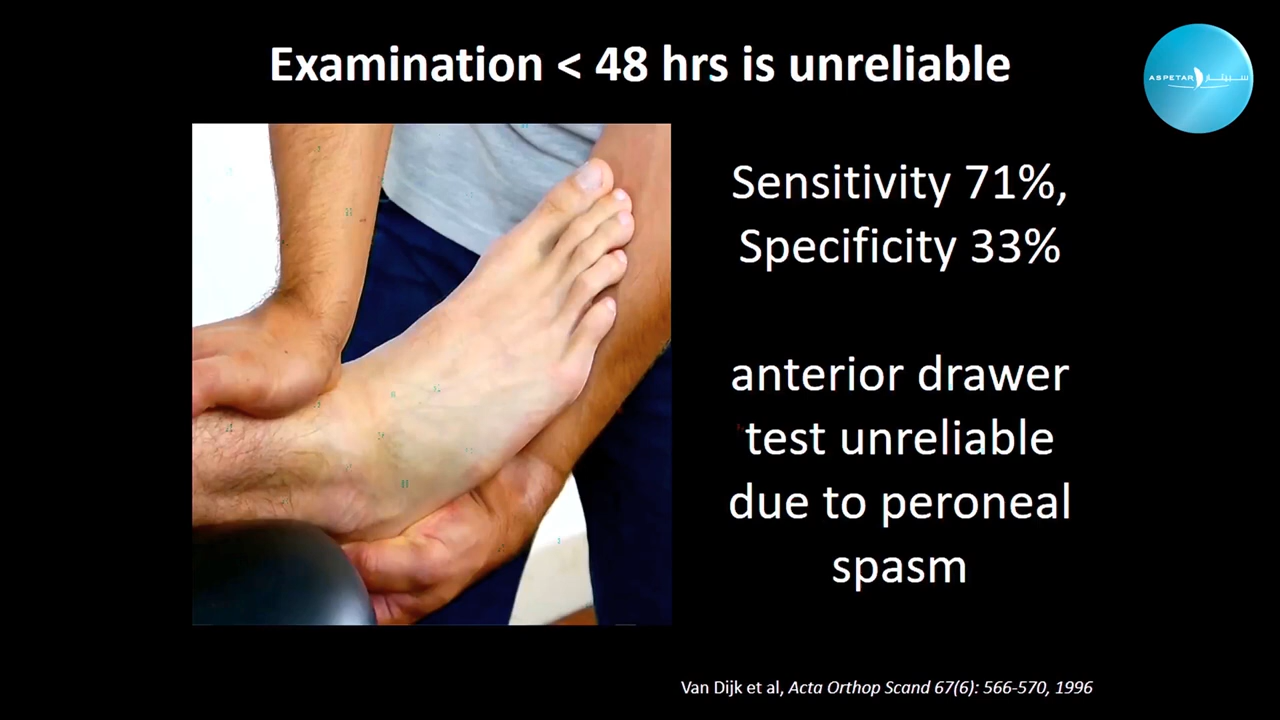 Examination < 48 hrs is unreliable
ASPETAR سبيتار
Sensitivity 71%,
Specificity 33%
anterior drawer
test unreliable
due to peroneal
spasm
Van Dijk et al, Acta Orthop Scand 67(6): 566-570, 1996